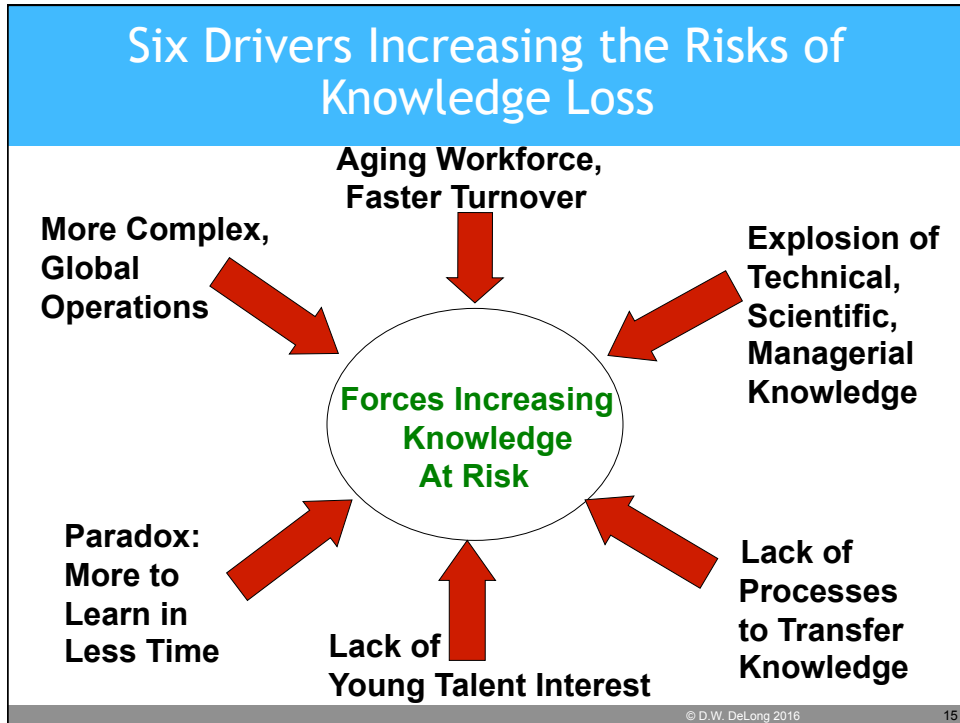 Six Drivers Increasing the Risks of
Knowledge Loss
Aging Workforce,
Faster Turnover
More Complex,
Global
Operations
Explosion of
Technical,
Scientific,
Managerial
Knowledge
Forces Increasing
Knowledge
At Risk
Paradox:
More to
Learn in
Less Time
Lack of
Young Talent Interest
Lack of
Processes
to Transfer
Knowledge
© D.W. DeLong 2016
15